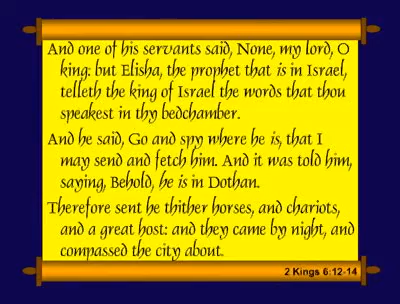 And one of his servants said, None, my lord, O
king: but Elisha, the prophet that is in Israel,
telleth the king of Israel the words that thou
speakest in thy bedchamber.
And he said, Go and spy where he is, that I
may send and fetch him. And it was told him,
saying, Behold, he is in Dothan.
Therefore sent he thither horses, and chariots,
and a great host: and they came by night, and
compassed the city about.
2 Kings 6:12-14